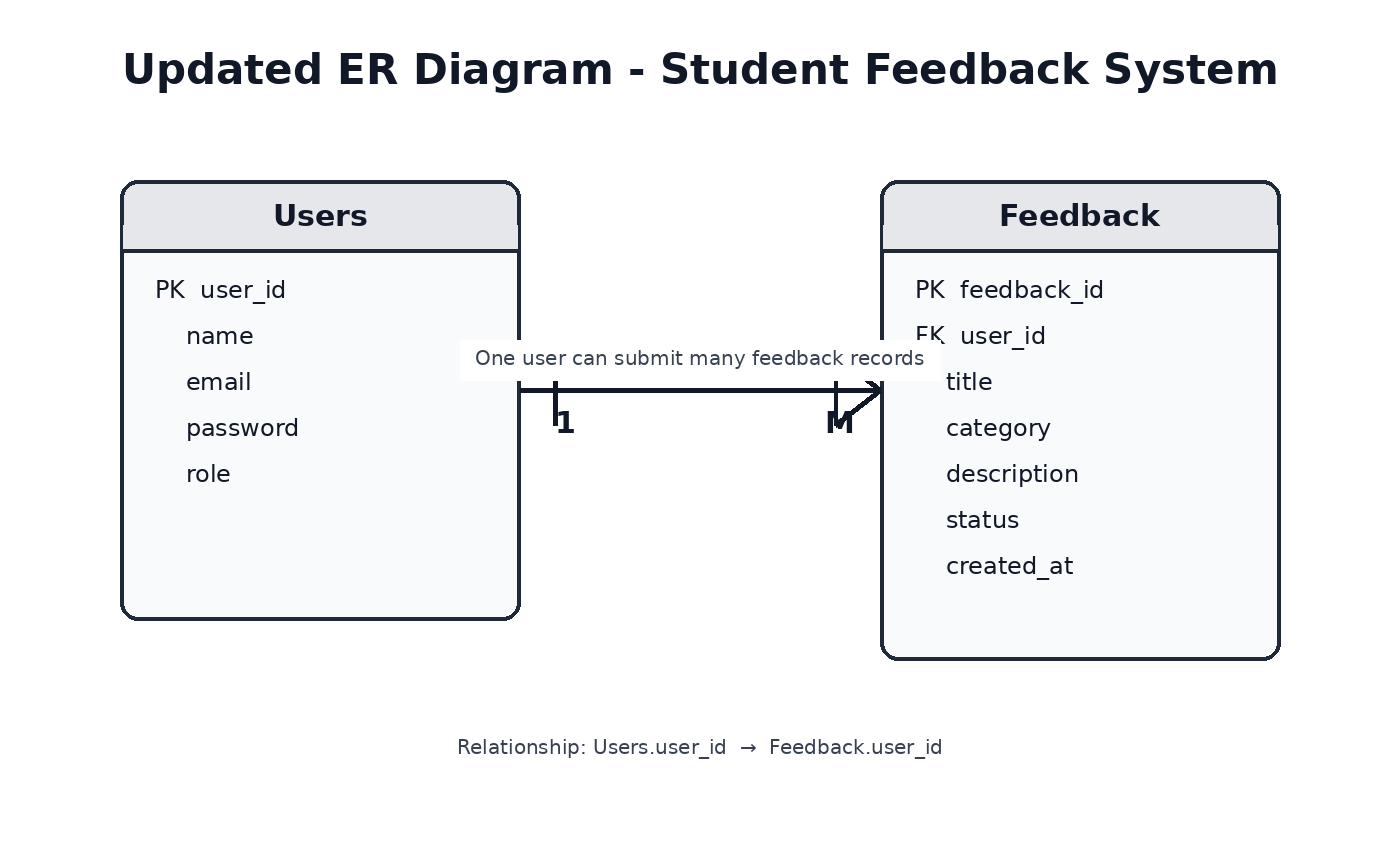 Updated ER Diagram - Student Feedback System
Users
PK user_id
name
email
password
role
One user can submit many feedback records
1
M
Feedback
PK feedback_id
FK user_id
title
category
description
status
created_at
Relationship: Users.user_id → Feedback.user_id